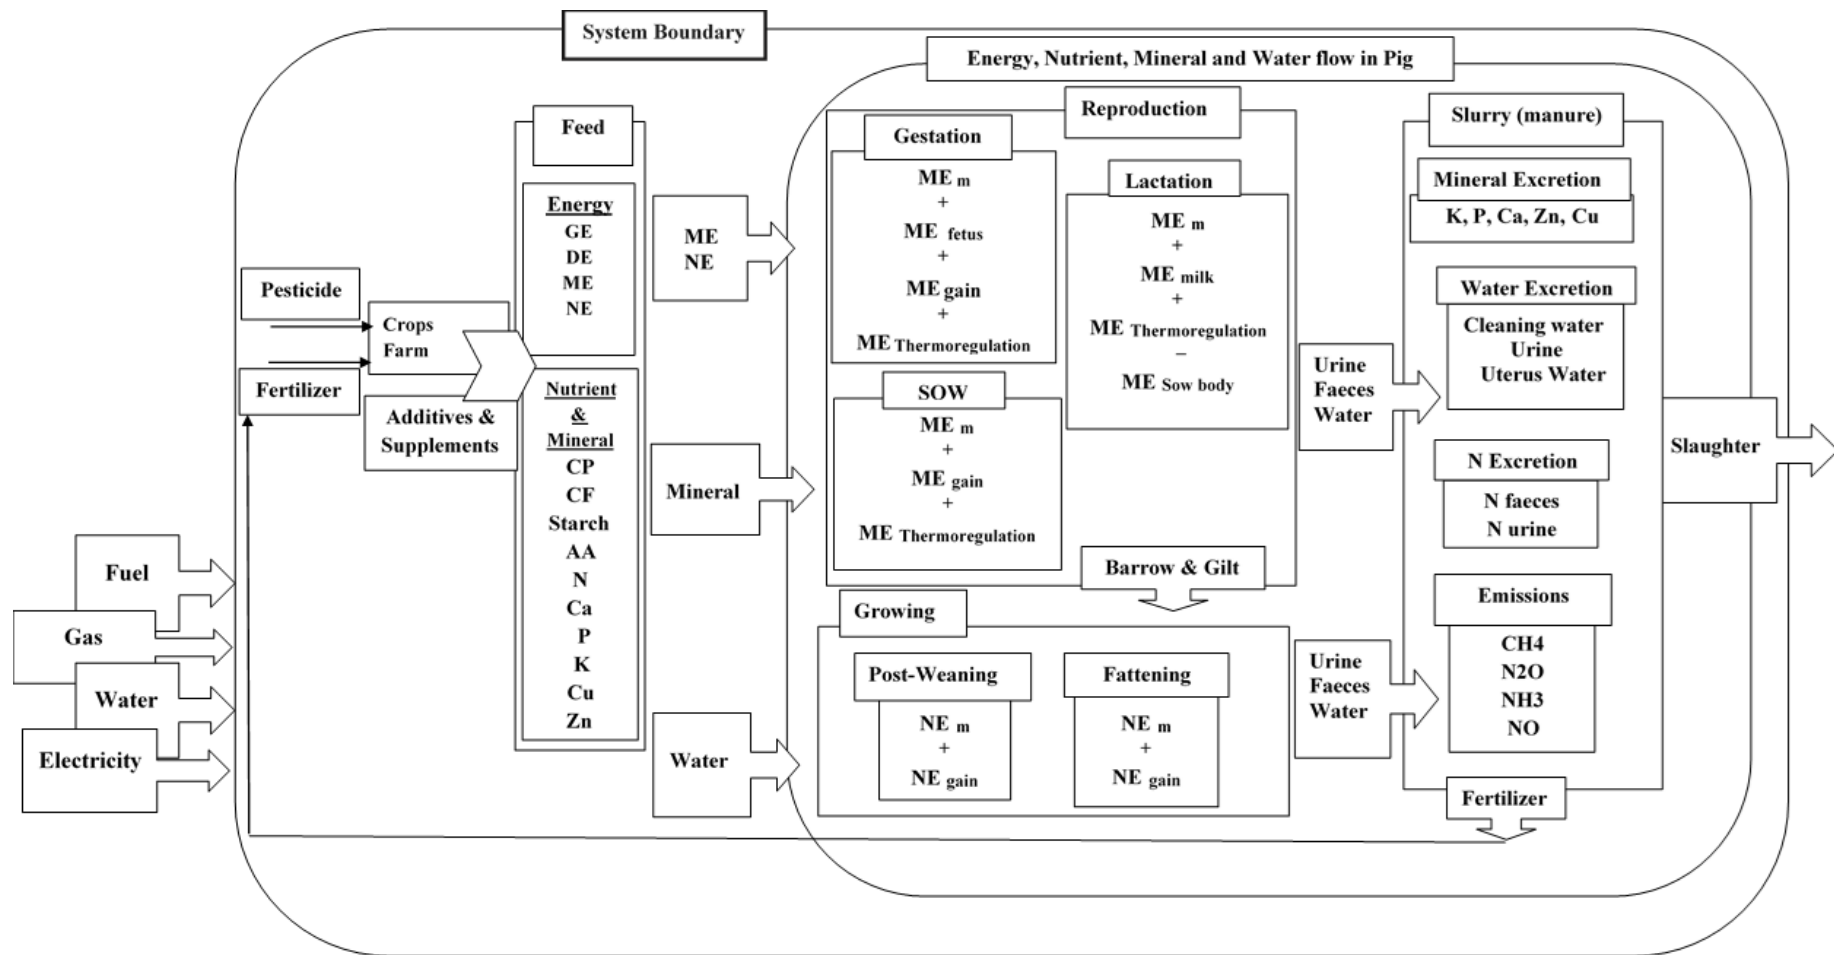 System Boundary
Energy, Nutrient, Mineral and Water flow in Pig
Pesticide
Fertilizer
Crops
Farm
Additives &
Supplements
Fuel
Gas
Water
Electricity
Feed
Energy
GE
DE
ME
NE
Nutrient
&
Mineral
CP
CF
Starch
AA
N
Ca
P
K
Cu
Zn
ME
NE
Mineral
Water
Reproduction
Gestation
ME m
+
ME fetus
+
ME gain
+
ME Thermoregulation
Lactation
ME m
+
ME milk
+
ME Thermoregulation
–
ME Sow body
SOW
ME m
+
ME gain
+
ME Thermoregulation
Barrow & Gilt
Growing
Post-Weaning
NE m
+
NE gain
Fattening
NE m
+
NE gain
Urine
Faeces
Water
Urine
Faeces
Water
Slurry (manure)
Mineral Excretion
K, P, Ca, Zn, Cu
Water Excretion
Cleaning water
Urine
Uterus Water
N Excretion
N faeces
N urine
Emissions
CH4
N2O
NH3
NO
Fertilizer
Slaughter